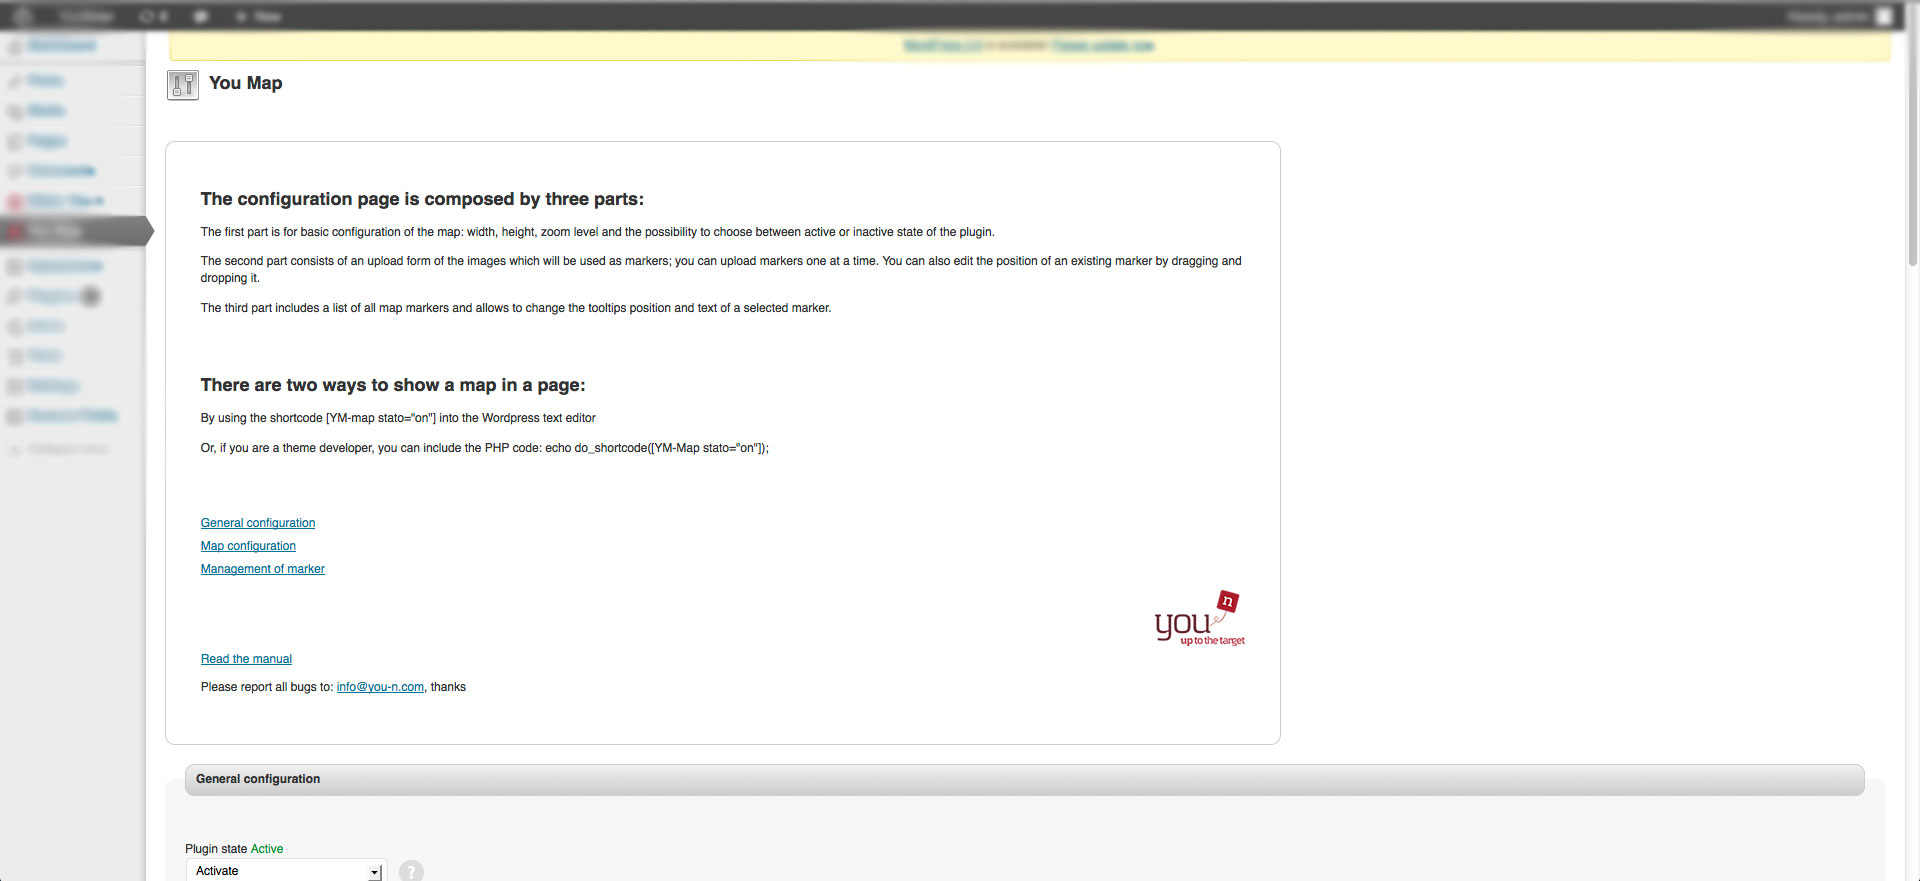 New
You Map
The configuration page is composed by three parts:
The first part is for basic configuration of the map: width, height, zoom level and the possibility to choose between active or inactive state of the plugin.
The second part consists of an upload form of the images which will be used as markers; you can upload markers one at a time. You can also edit the position of an existing marker by dragging and
dropping it.
The third part includes a list of all map markers and allows to change the tooltips position and text of a selected marker.
There are two ways to show a map in a page:
By using the shortcode [YM-map stato="on"] into the Wordpress text editor
Or, if you are a theme developer, you can include the PHP code: echo do_shortcode([YM-Map stato="on"]);
General configuration
Map configuration
Management of marker
you n
up to the target
Read the manual
Please report all bugs to: info@you-n.com, thanks
General configuration
Plugin state Active
Activate
?